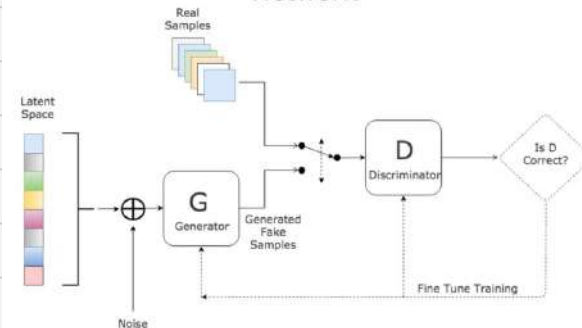 Real
Samples
Latent
Space
D
Discriminator
Is D
Correct?
G
Generator
Generated
Fake
Samples
Fine Tune Training
Noise